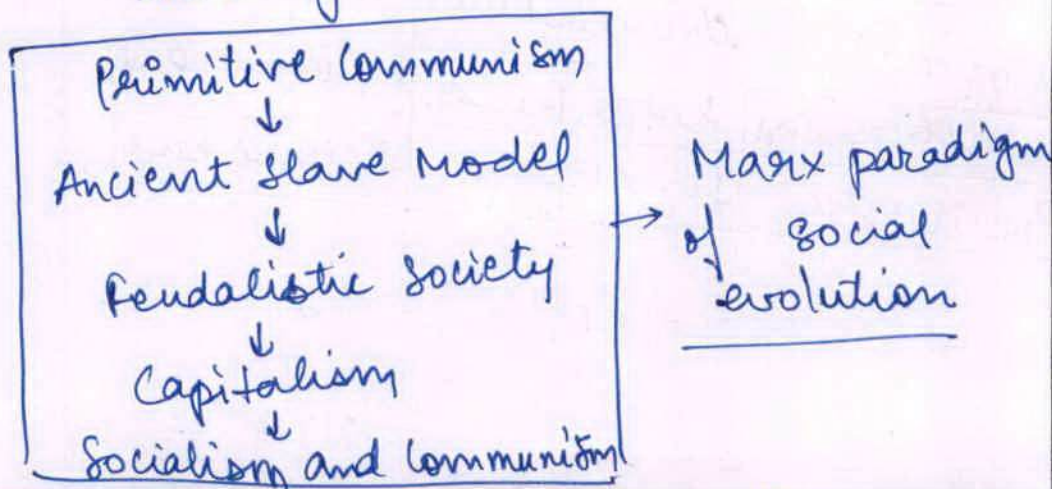 Primitive Communism
↓
Ancient Slave Model
↓
Feudalistic Society
↓
Capitalism
↓
Socialism and Communism
→ Marx paradigm
of social
evolution